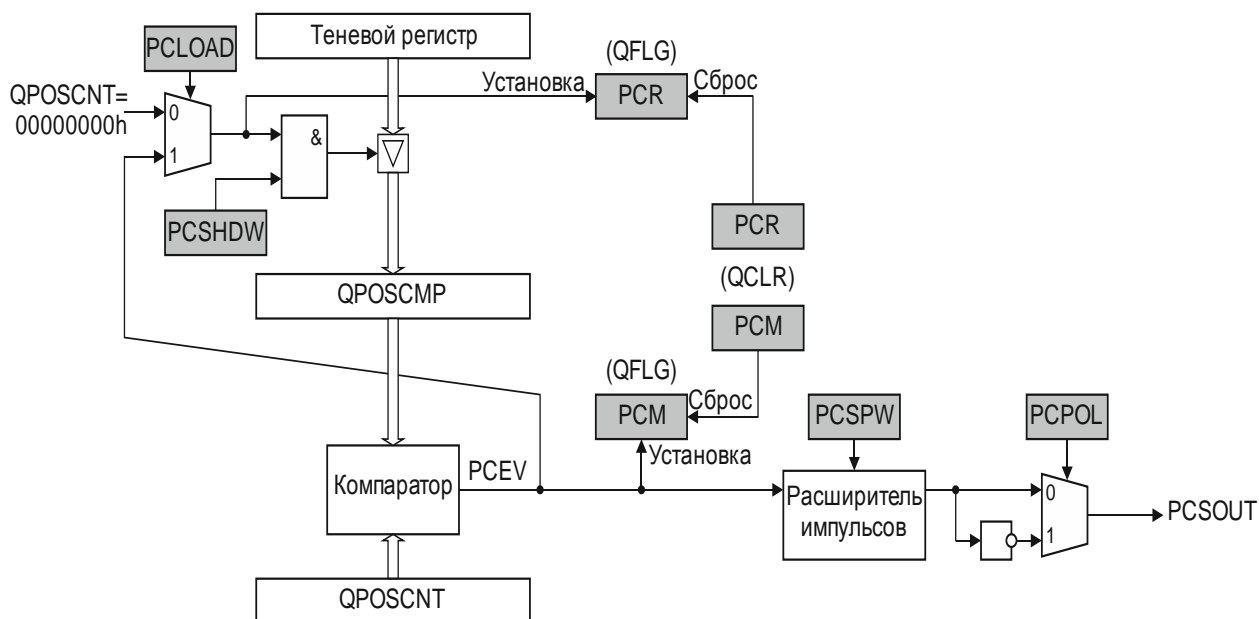 Теневой регистр
PCLOAD
(QFLG)
Установка
PCR
Сброс
QPOSCNT=
00000000h
0
1
&
PCSHDW
PCR
(QCLR)
QPOSCMP
PCM
(QFLG)
PCM
Сброс
Установка
PCSPW
PCPOL
Компаратор
PCEV
Расширитель
импульсов
0
1
PCSOUT
QPOSCNT